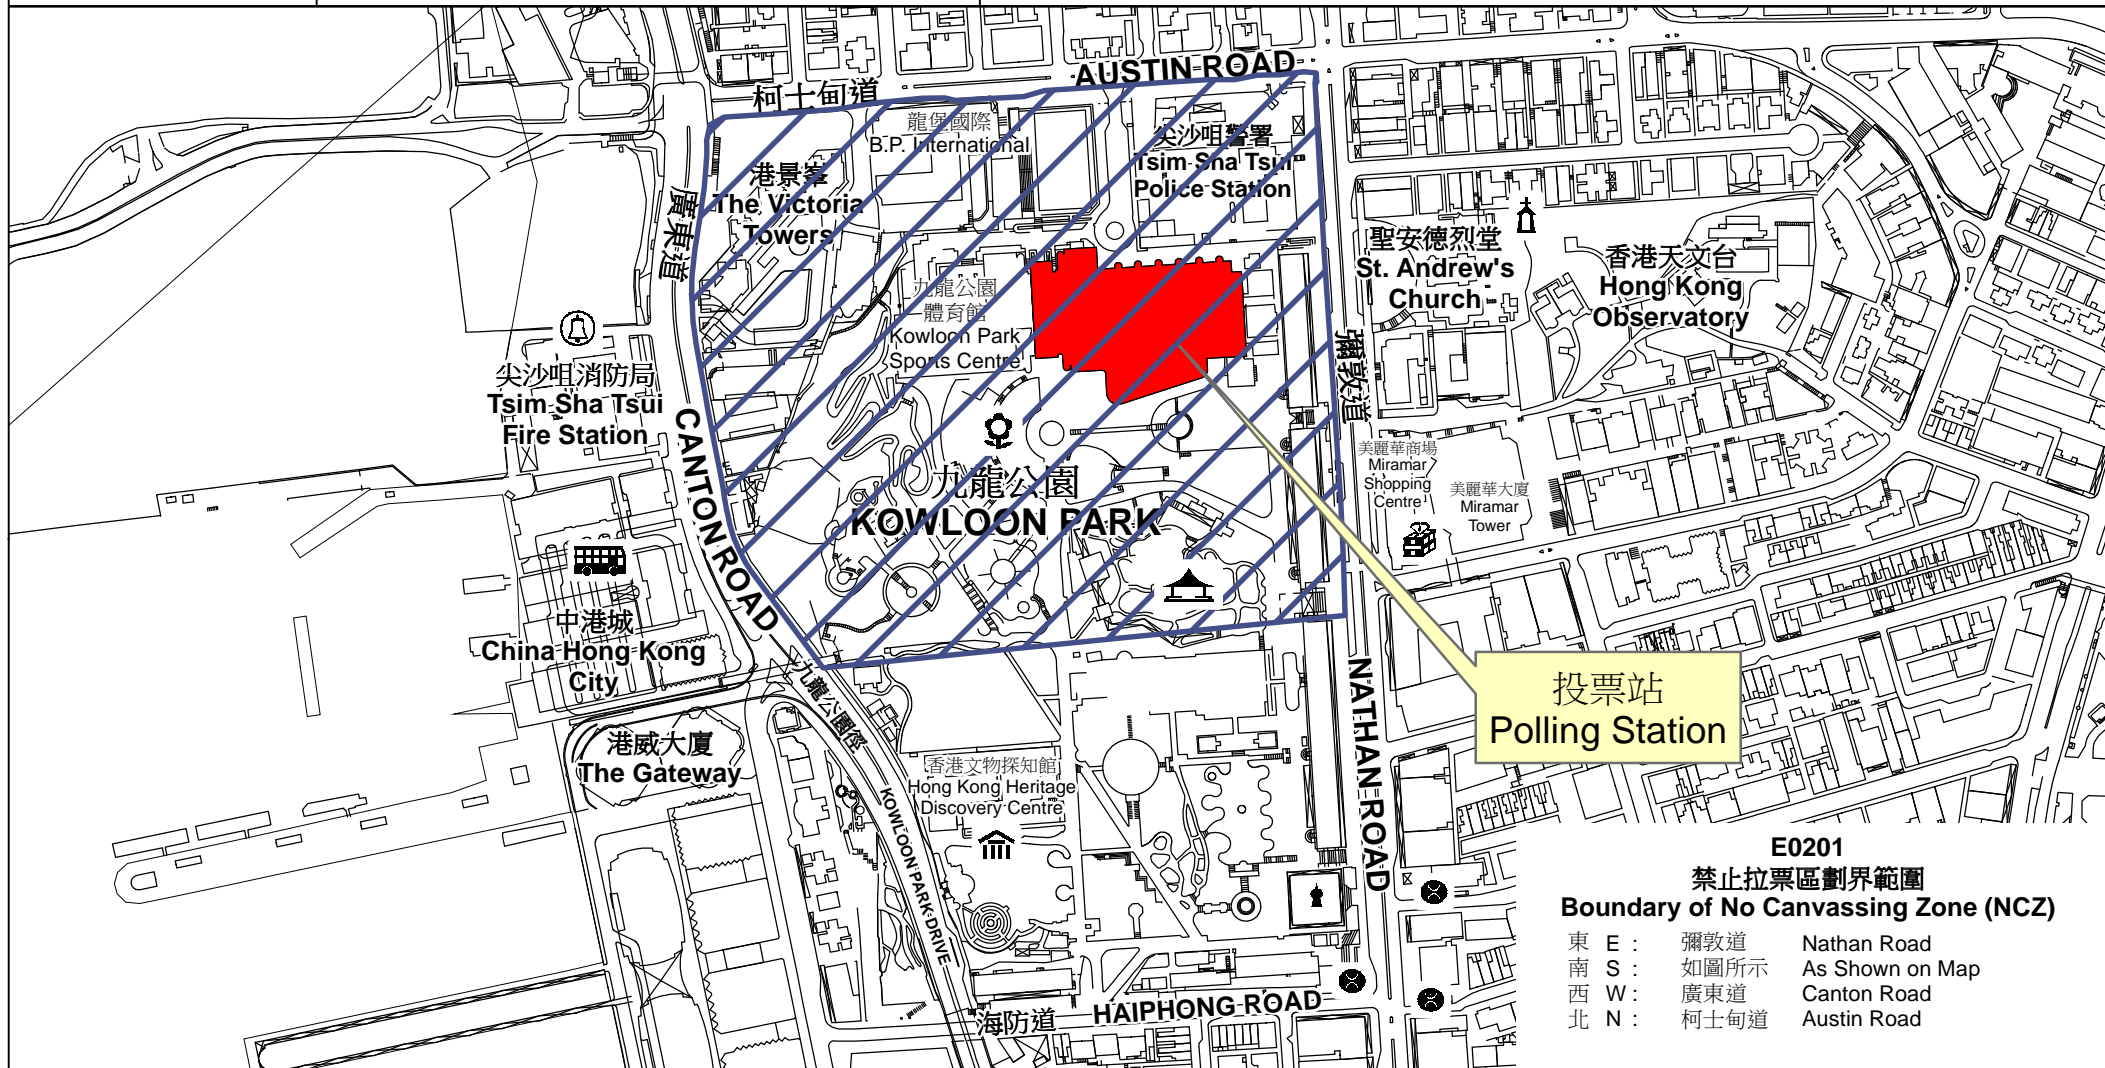 AUSTIN ROAD
柯士甸道
龍堡國際
B.P. International
尖沙咀警署
Tsim Sha Tsui
Police Station
港景峯
The Victoria
Towers
廣東道
聖安德烈堂
St. Andrew's
Church
香港天文台
Hong Kong
Observatory
九龍公園
體育館
Kowloon Park
Sports Centre
彌敦道
尖沙咀消防局
Tsim Sha Tsui
Fire Station
CANTON ROAD
九龍公園
KOWLOON PARK
美麗華商場
Miramar
Shopping
Centre
美麗華大廈
Miramar
Tower
中港城
China Hong Kong
City
九龍公園徑
NATHAN ROAD
投票站
Polling Station
港威大廈
The Gateway
香港文物探知館
Hong Kong Heritage
Discovery Centre
KOWLOON PARK DRIVE
海防道
HAIPHONG ROAD
E0201
禁止拉票區劃界範圍
Boundary of No Canvassing Zone (NCZ)
東 E : 彌敦道 Nathan Road
南 S : 如圖所示 As Shown on Map
西 W : 廣東道 Canton Road
北 N : 柯士甸道 Austin Road